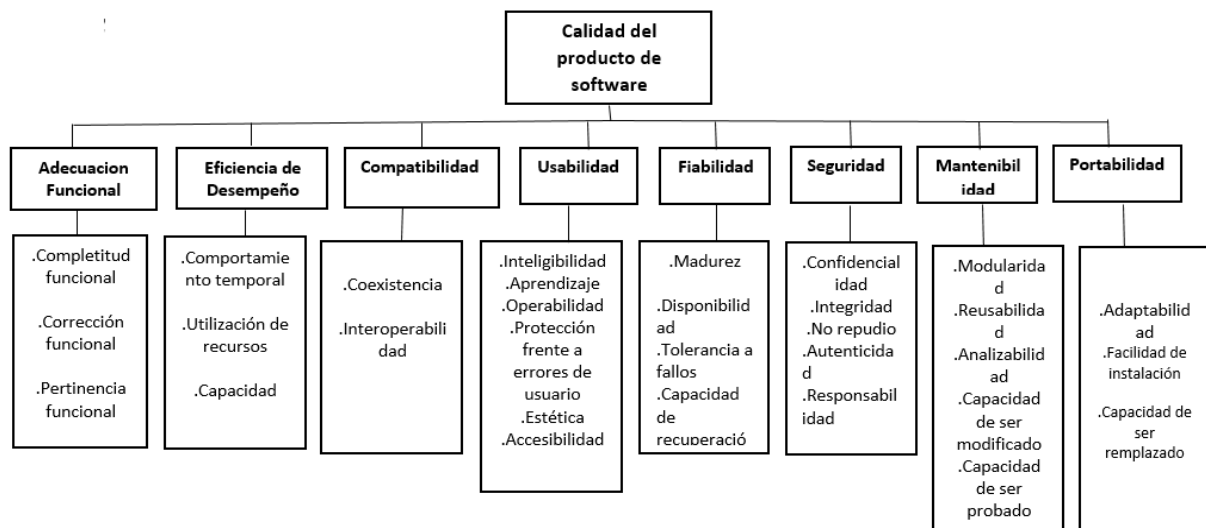 Calidad del
producto de
software
Adecuacion
Funcional
Eficiencia de
Desempeño
Compatibilidad
Usabilidad
Fiabilidad
Seguridad
Mantenibil
idad
Portabilidad
.Completitud
funcional
.Corrección
funcional
.Pertinencia
funcional
.Comportamie
nto temporal
.Utilización de
recursos
.Capacidad
.Coexistencia
.Interoperabili
dad
.Inteligibilidad
.Aprendizaje
.Operabilidad
.Protección
frente a
errores de
usuario
.Estética
.Accesibilidad
.Madurez
.Disponibilid
ad
.Tolerancia a
fallos
.Capacidad
de
recuperació
.Confidencial
idad
.Integridad
.No repudio
.Autenticida
d
.Responsabi
lidad
.Modularida
d
.Reusabilida
d
.Analizabilid
ad
.Capacidad
de ser
modificado
.Capacidad
de ser
probado
.Adaptabilid
ad
.Facilidad de
instalación
.Capacidad de
ser
remplazado